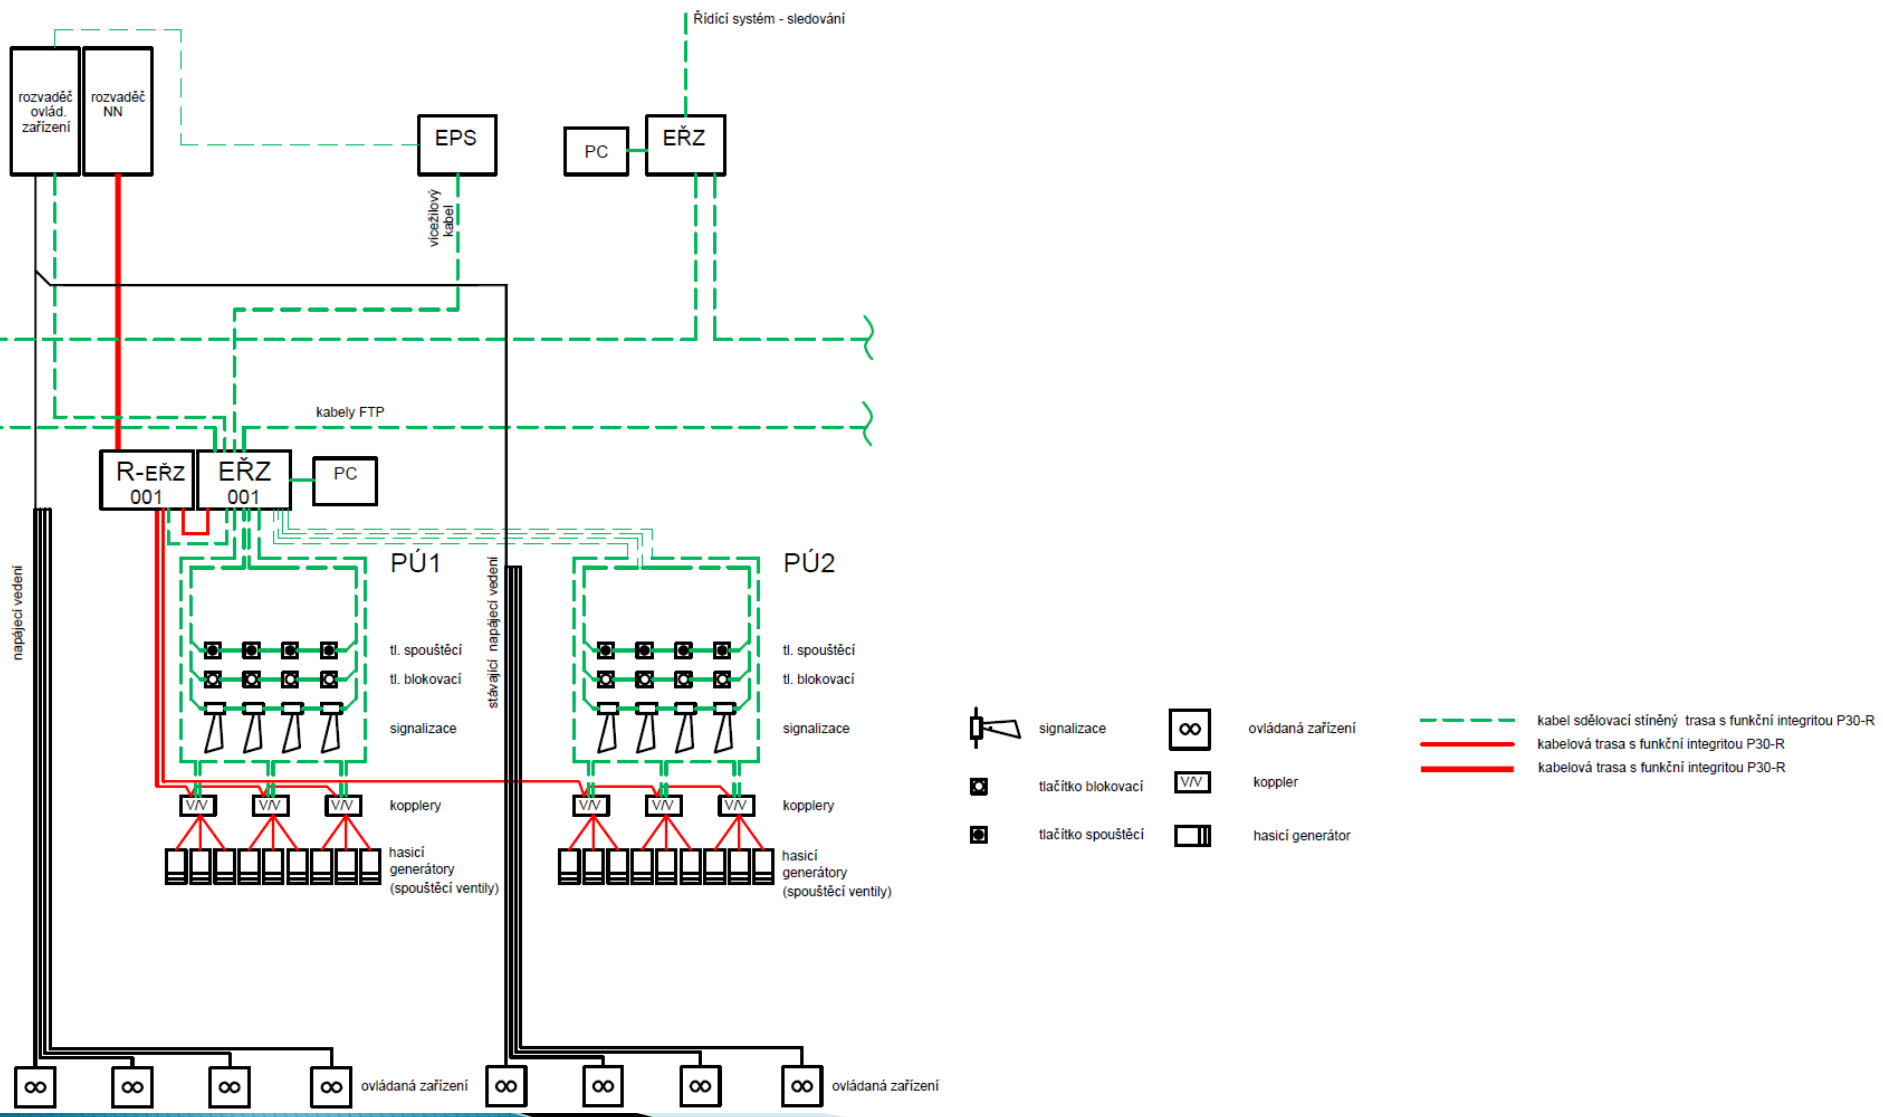 Řídící systém - sledování
rozvaděč
ovlád.
zařízení
rozvaděč
NN
EPS
PC
EŘZ
vícežilový
kabel
kabely FTP
R-EŘZ
001
EŘZ
001
PC
PÚ1
PÚ2
napájecí vedení
stávající napájecí vedení
tl. spouštěcí
tl. blokovací
signalizace
V/V
V/V
V/V
kopplery
hasicí
generátory
(spouštěcí ventily)
tl. spouštěcí
tl. blokovací
signalizace
V/V
V/V
V/V
kopplery
hasicí
generátory
(spouštěcí ventily)
signalizace
ovládaná zařízení
tlačítko blokovací
V/V
koppler
tlačítko spouštěcí
hasicí generátor
kabel sdělovací stíněný trasa s funkční integritou P30-R
kabelová trasa s funkční integritou P30-R
kabelová trasa s funkční integritou P30-R
ovládaná zařízení
ovládaná zařízení